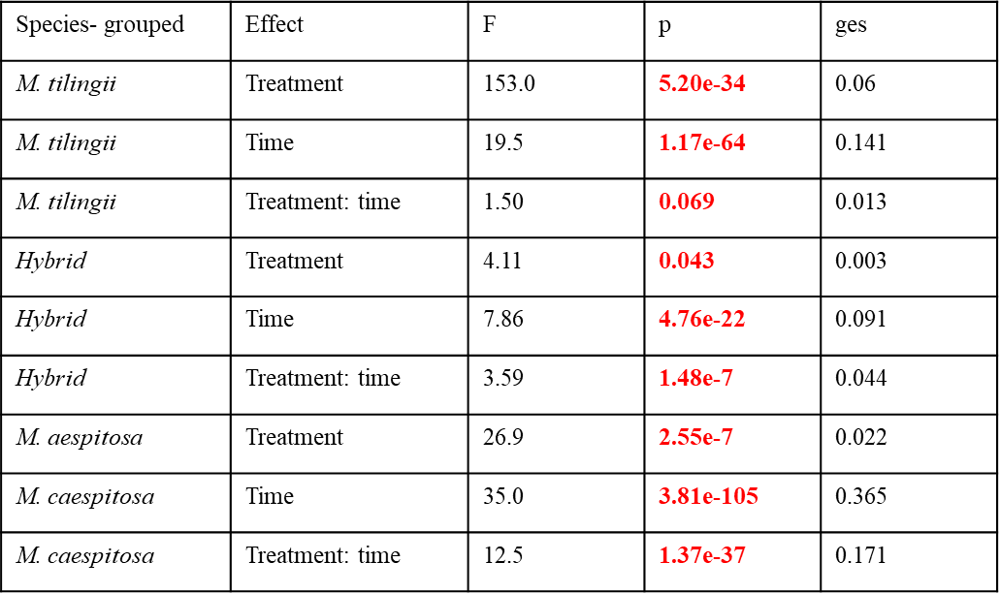 Species- grouped Effect F p ges
M. tilingii Treatment 153.0 5.20e-34 0.06
M. tilingii Time 19.5 1.17e-64 0.141
M. tilingii Treatment: time 1.50 0.069 0.013
Hybrid Treatment 4.11 0.043 0.003
Hybrid Time 7.86 4.76e-22 0.091
Hybrid Treatment: time 3.59 1.48e-7 0.044
M. aespitosa Treatment 26.9 2.55e-7 0.022
M. caespitosa Time 35.0 3.81e-105 0.365
M. caespitosa Treatment: time 12.5 1.37e-37 0.171